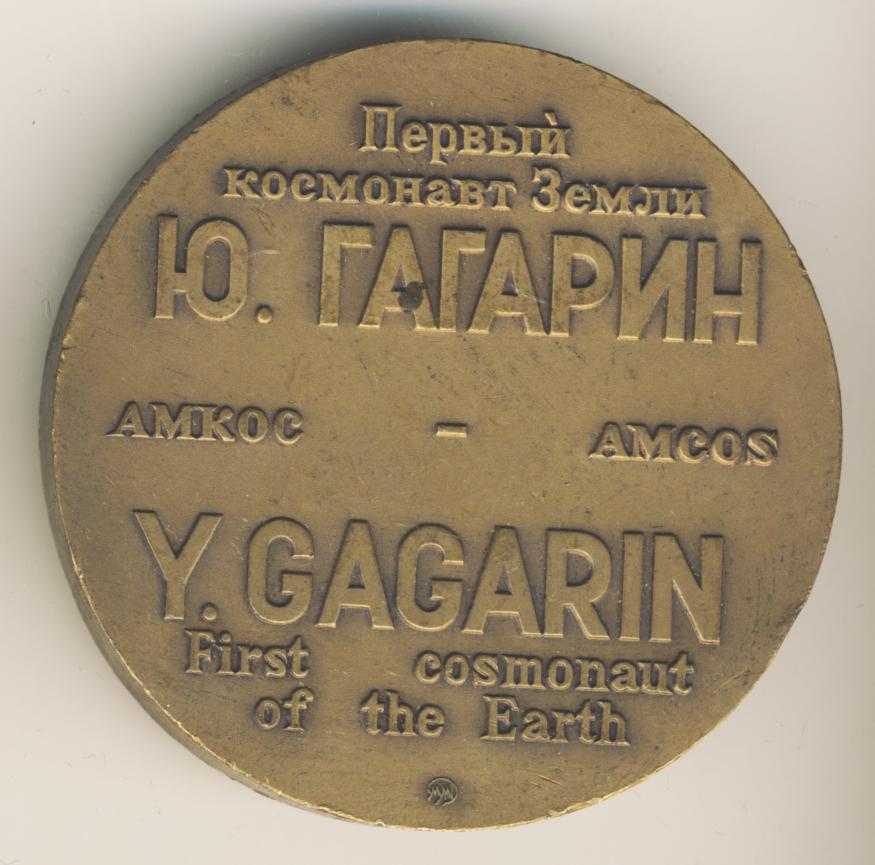 Первый
космонавт Земли
Ю. ГАГАРИН
АМКОС - AMCOS
Y. GAGARIN
First cosmonaut
of the Earth